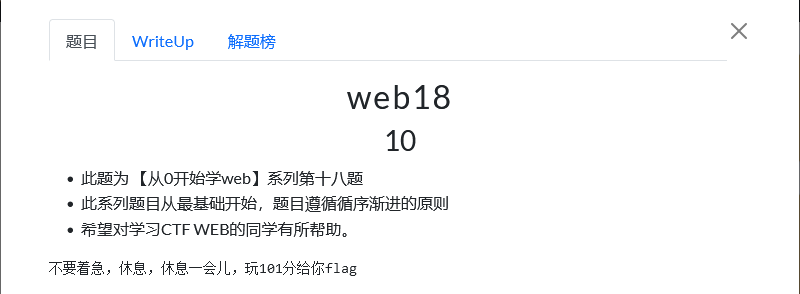 题目 WriteUp 解题榜
web18
10
此题为 【从0开始学web】系列第十八题
此系列题目从最基础开始，题目遵循循序渐进的原则
希望对学习CTF WEB的同学有所帮助。
不要着急，休息，休息一会儿，玩101分给你flag